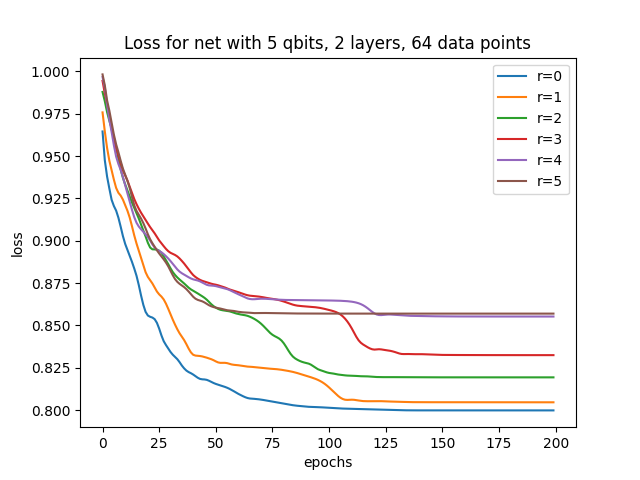 Loss for net with 5 qbits, 2 layers, 64 data points
1.000
0.975
0.950
0.925
0.900
0.875
0.850
0.825
0.800
loss
r=0
r=1
r=2
r=3
r=4
r=5
0 25 50 75 100 125 150 175 200
epochs